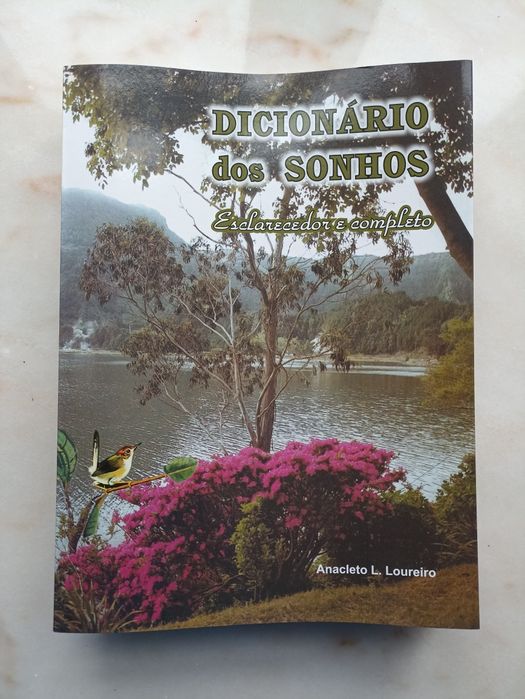 DICIONÁRIO
dos SONHOS
Esclarecedor e completo
Anacleto L. Loureiro